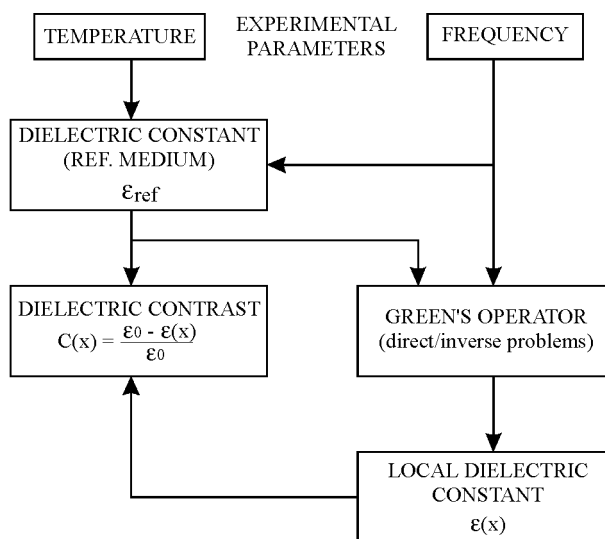 TEMPERATURE
EXPERIMENTAL
PARAMETERS
FREQUENCY
DIELECTRIC CONSTANT
(REF. MEDIUM)
εref
DIELECTRIC CONTRAST
C(x) = ε0 - ε(x) / ε0
GREEN'S OPERATOR
(direct/inverse problems)
LOCAL DIELECTRIC
CONSTANT
ε(x)